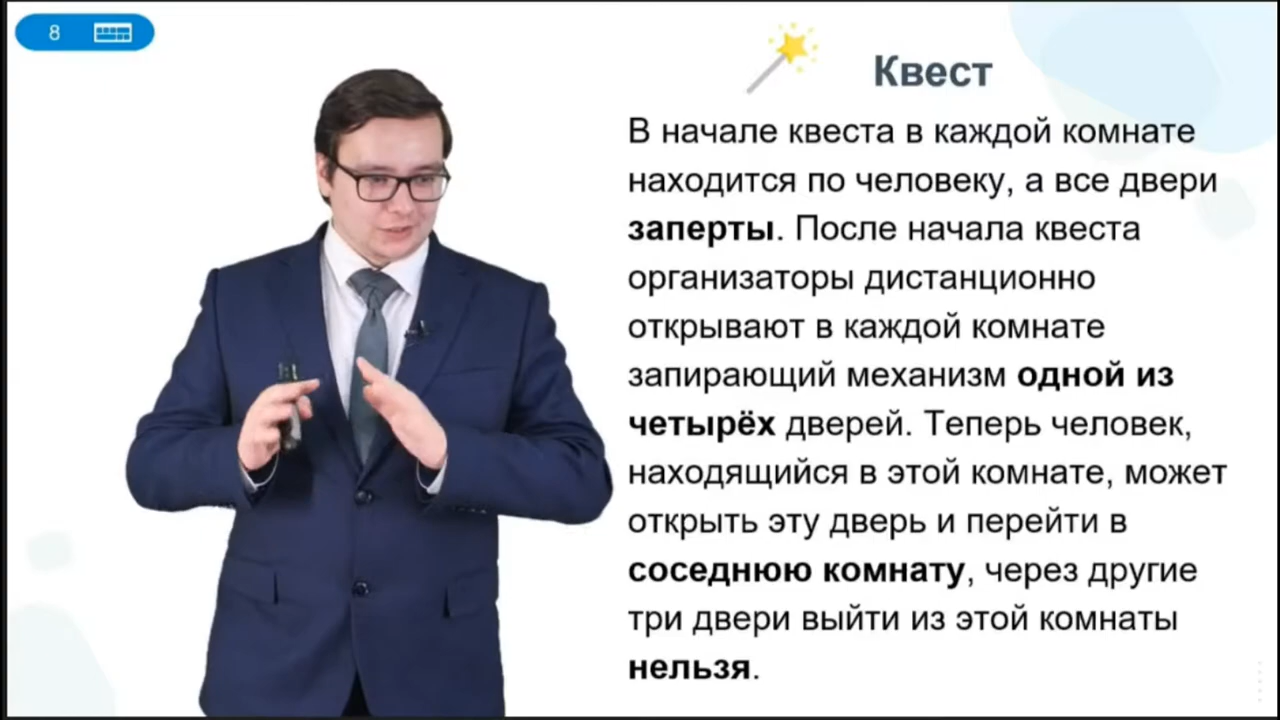 8
Квест
В начале квеста в каждой комнате
находится по человеку, а все двери
заперты. После начала квеста
организаторы дистанционно
открывают в каждой комнате
запирающий механизм одной из
четырёх дверей. Теперь человек,
находящийся в этой комнате, может
открыть эту дверь и перейти в
соседнюю комнату, через другие
три двери выйти из этой комнаты
нельзя.